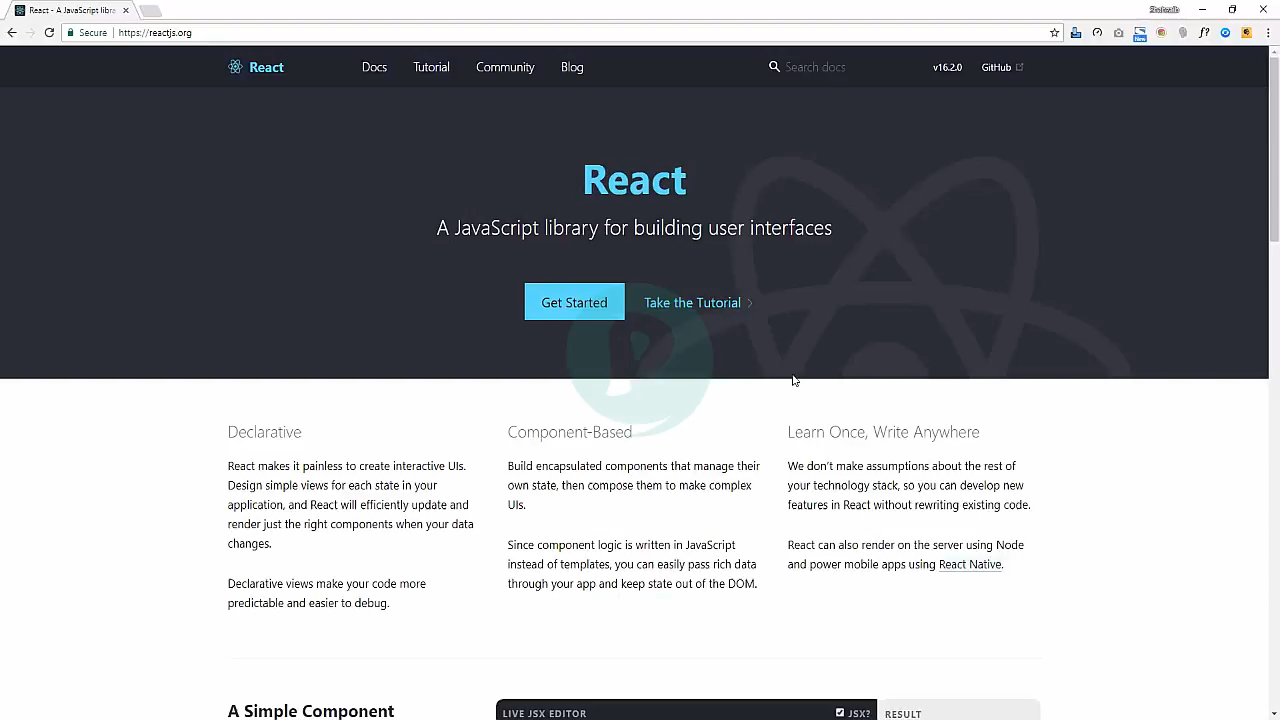 React - A JavaScript libra
Shahzaib
Secure
https://reactjs.org
New
f?
React
Docs
Tutorial
Community
Blog
Search docs
v16.2.0
GitHub
React
A JavaScript library for building user interfaces
Get Started
Take the Tutorial
Declarative
React makes it painless to create interactive UIs.
Design simple views for each state in your
application, and React will efficiently update and
render just the right components when your data
changes.
Declarative views make your code more
predictable and easier to debug.
Component-Based
Build encapsulated components that manage their
own state, then compose them to make complex
UIs.
Since component logic is written in JavaScript
instead of templates, you can easily pass rich data
through your app and keep state out of the DOM.
Learn Once, Write Anywhere
We don't make assumptions about the rest of
your technology stack, so you can develop new
features in React without rewriting existing code.
React can also render on the server using Node
and power mobile apps using React Native.
A Simple Component
LIVE JSX EDITOR
JSX?
RESULT